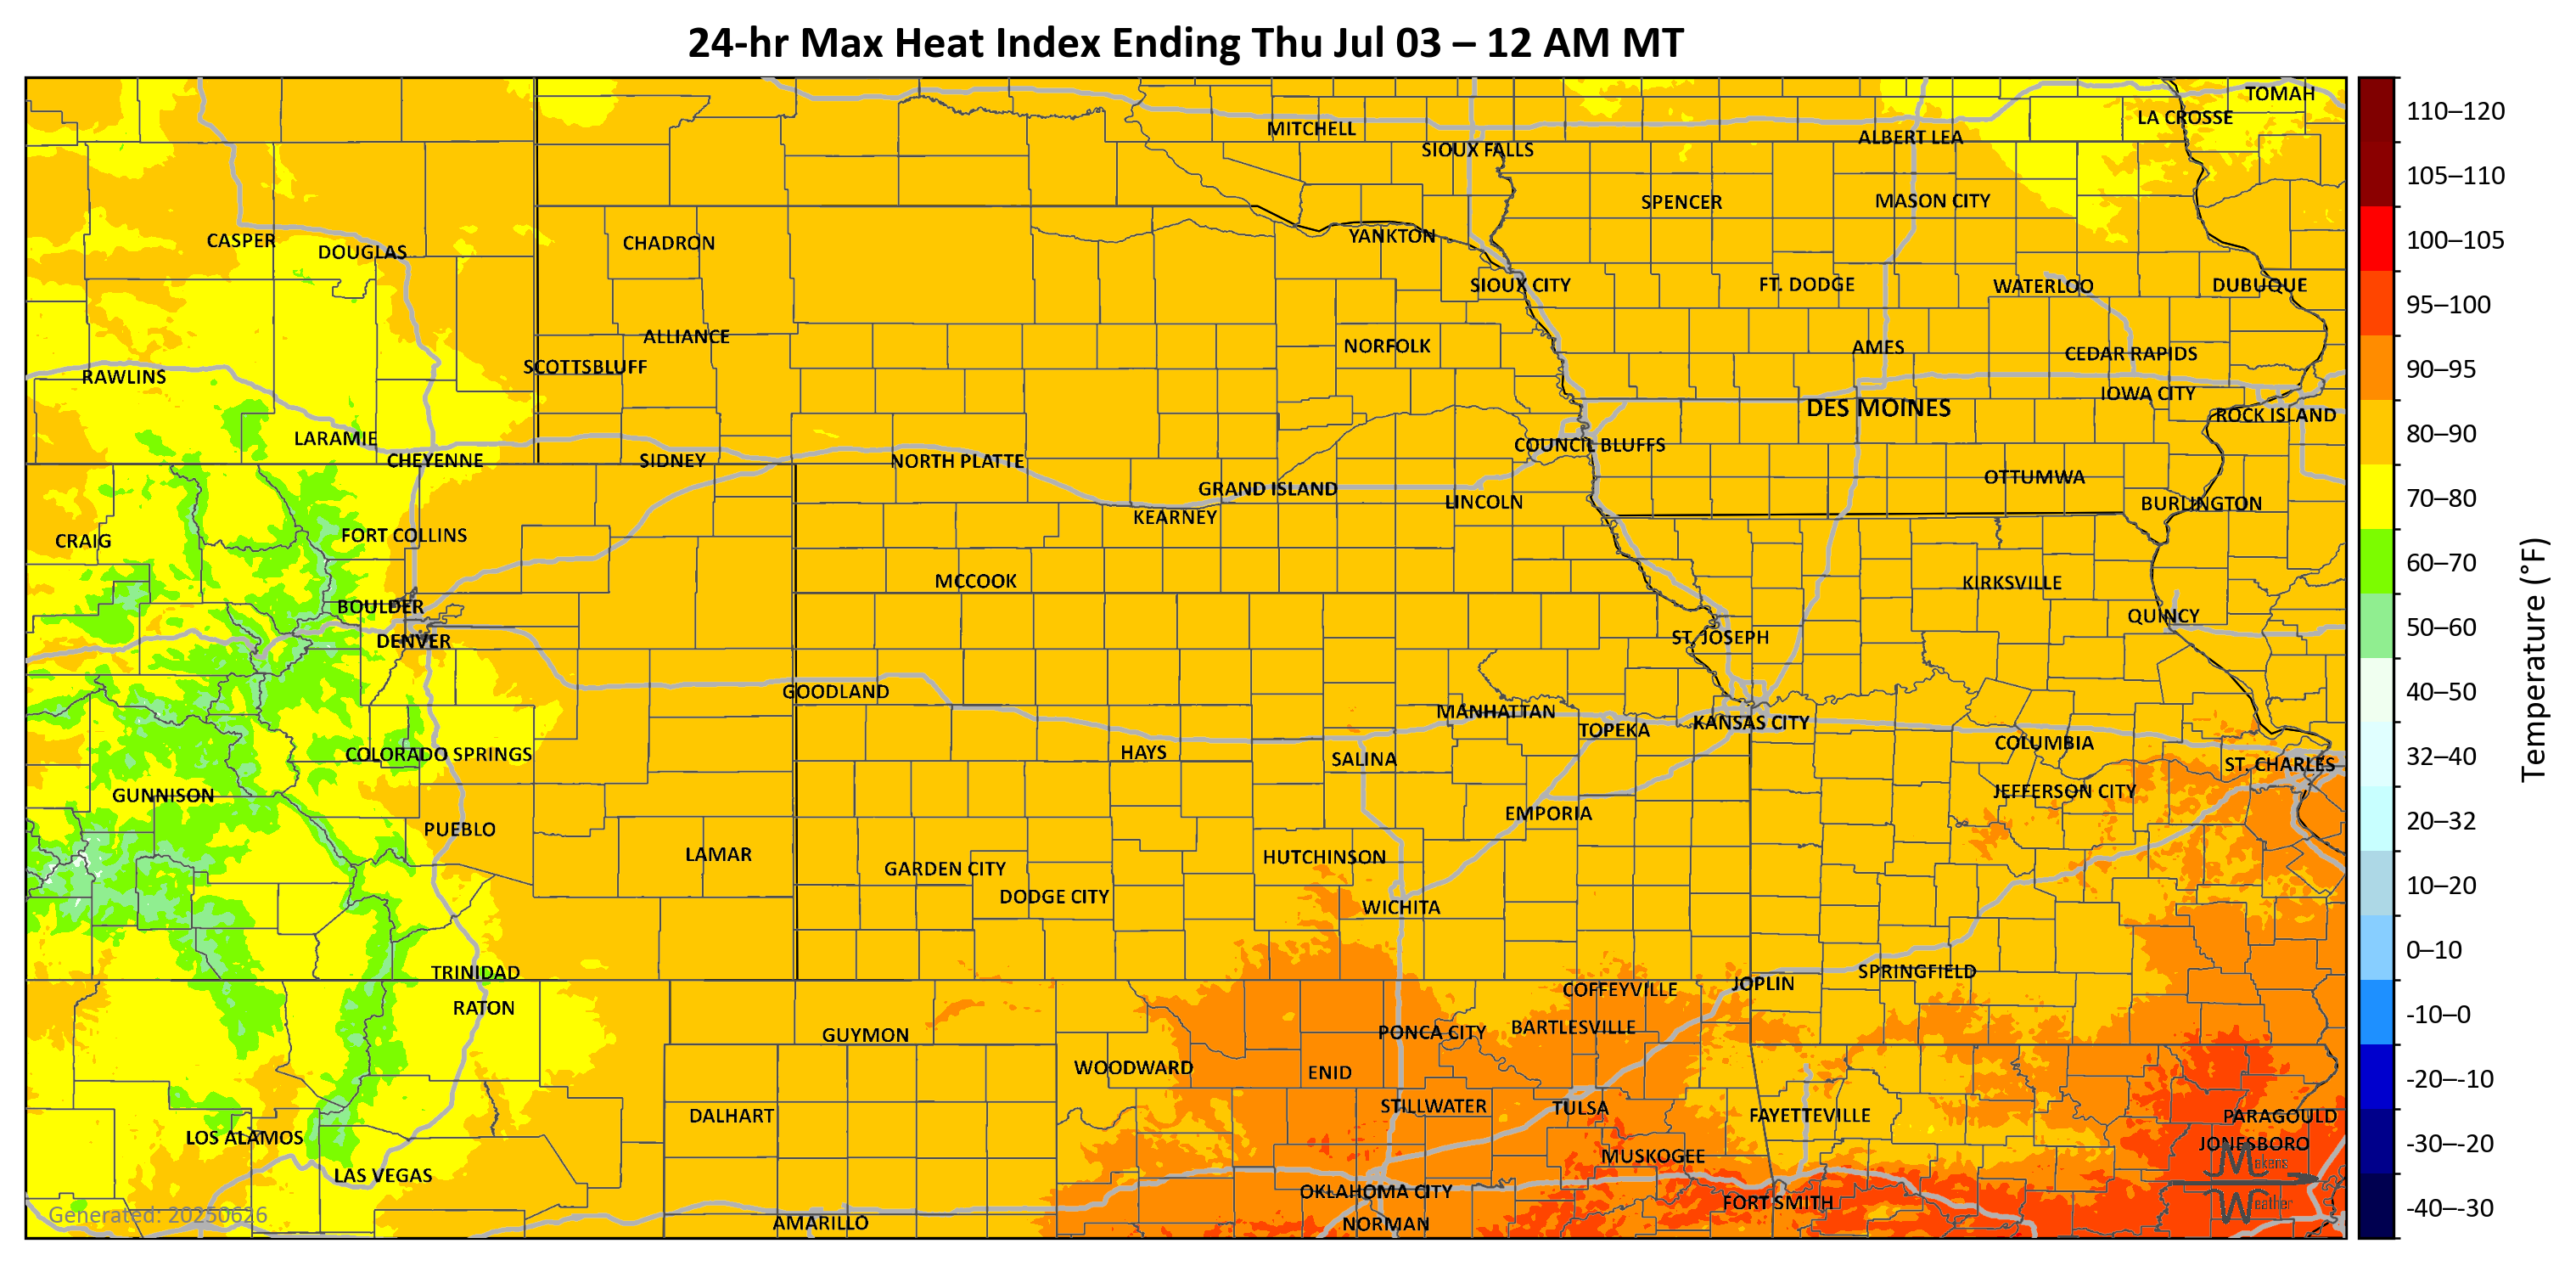 24-hr Max Heat Index Ending Thu Jul 03 – 12 AM MT
TOMAH
LA CROSSE
MITCHELL
ALBERT LEA
SIOUX FALLS
SPENCER
MASON CITY
CASPER
DOUGLAS
CHADRON
YANKTON
SIOUX CITY
FT. DODGE
WATERLOO
DUBUQUE
ALLIANCE
NORFOLK
AMES
CEDAR RAPIDS
SCOTTSBLUFF
RAWLINS
IOWA CITY
DES MOINES
ROCK ISLAND
LARAMIE
COUNCIL BLUFFS
CHEYENNE
SIDNEY
NORTH PLATTE
OTTUMWA
GRAND ISLAND
LINCOLN
BURLINGTON
KEARNEY
FORT COLLINS
CRAIG
MCCOOK
KIRKSVILLE
BOULDER
QUINCY
DENVER
ST. JOSEPH
GOODLAND
MANHATTAN
KANSAS CITY
TOPEKA
COLUMBIA
HAYS
COLORADO SPRINGS
SALINA
ST. CHARLES
JEFFERSON CITY
GUNNISON
EMPORIA
PUEBLO
LAMAR
HUTCHINSON
GARDEN CITY
DODGE CITY
WICHITA
TRINIDAD
SPRINGFIELD
JOPLIN
COFFEYVILLE
RATON
BARTLESVILLE
PONCA CITY
GUYMON
WOODWARD
ENID
STILLWATER
TULSA
DALHART
FAYETTEVILLE
PARAGOULD
LOS ALAMOS
JONESBORO
MUSKOGEE
LAS VEGAS
OKLAHOMA CITY
FORT SMITH
AMARILLO
NORMAN
Generated: 20250626
Makens
Weather
110–120
105–110
100–105
95–100
90–95
80–90
70–80
60–70
50–60
40–50
32–40
20–32
10–20
0–10
-10–0
-20–-10
-30–-20
-40–-30
Temperature (°F)